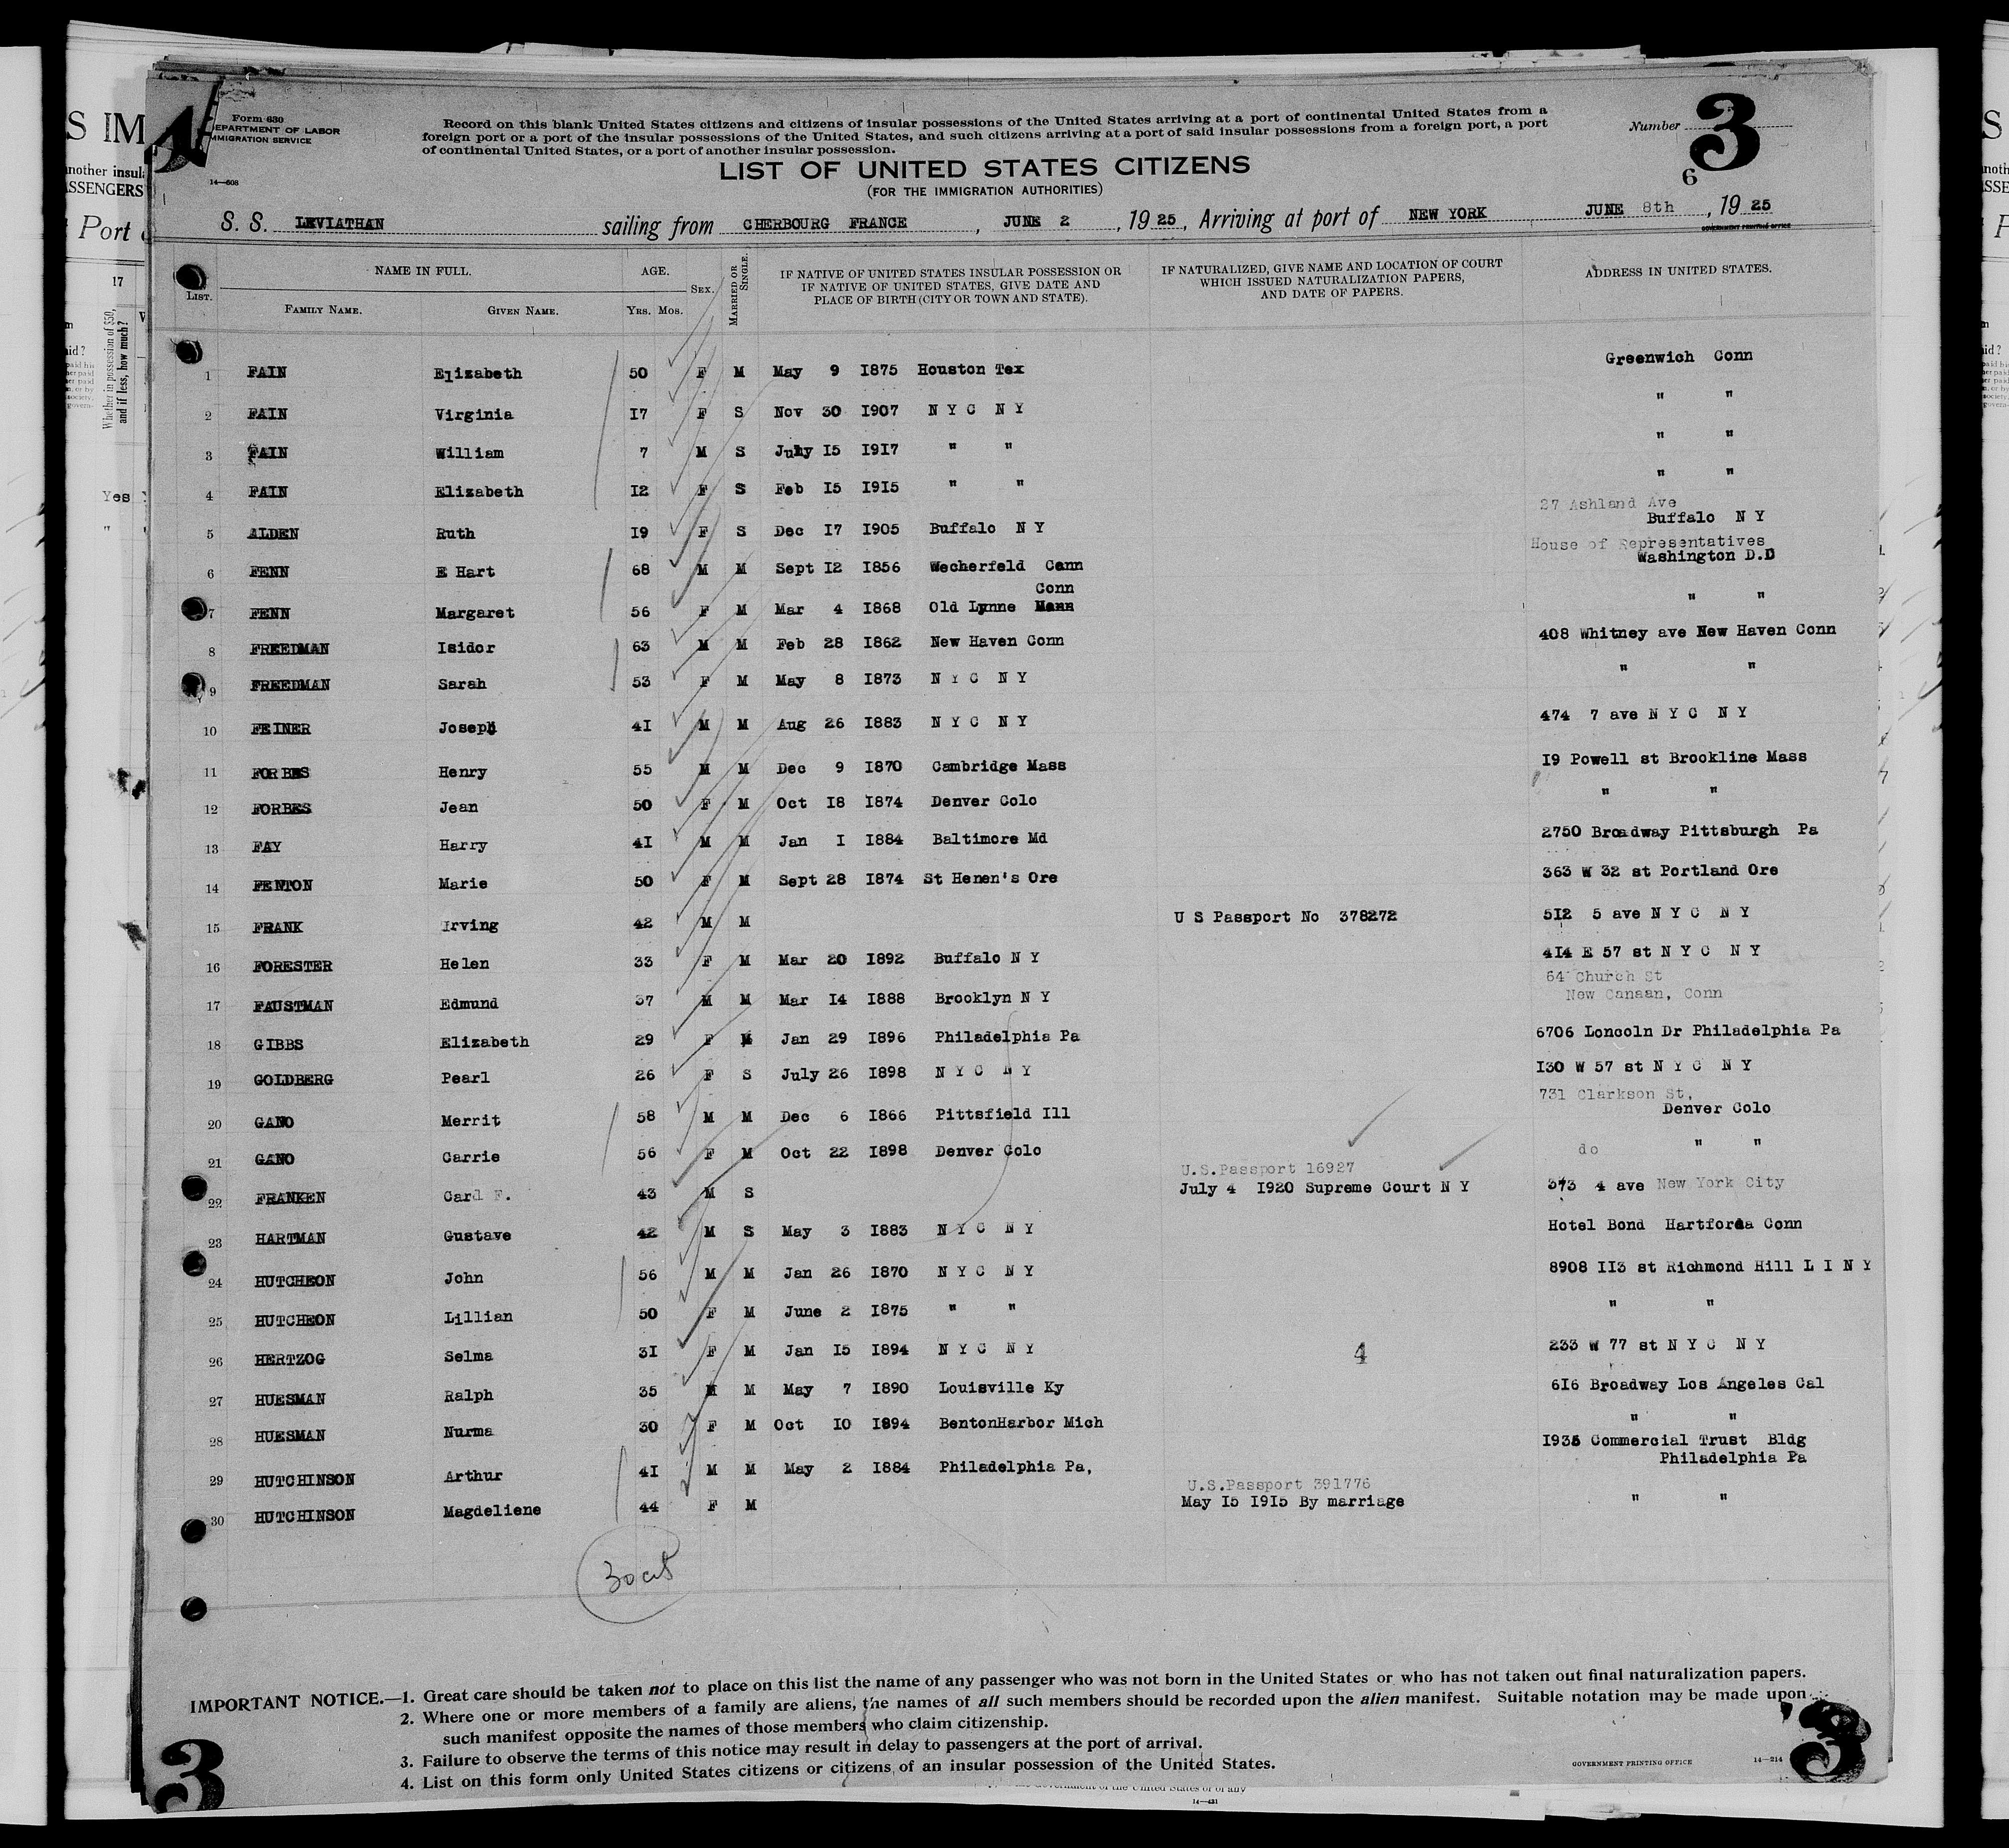 Form 630
DEPARTMENT OF LABOR
IMMIGRATION SERVICE
14—608
Record on this blank United States citizens and citizens of insular possessions of the United States arriving at a port of continental United States from a
foreign port or a port of the insular possessions of the United States, and such citizens arriving at a port of said insular possessions from a foreign port, a port
of continental United States, or a port of another insular possession.
Number 3
6
LIST OF UNITED STATES CITIZENS
(FOR THE IMMIGRATION AUTHORITIES)
S. S. LEVIATHAN sailing from CHERBOURG FRANCE, JUNE 2, 1925, Arriving at port of NEW YORK JUNE 8th, 1925
GOVERNMENT PRINTING OFFICE
LIST. NAME IN FULL. AGE. SEX. MARRIED OR SINGLE. IF NATIVE OF UNITED STATES INSULAR POSSESSION OR IF NATIVE OF UNITED STATES, GIVE DATE AND PLACE OF BIRTH (CITY OR TOWN AND STATE). IF NATURALIZED, GIVE NAME AND LOCATION OF COURT WHICH ISSUED NATURALIZATION PAPERS, AND DATE OF PAPERS. ADDRESS IN UNITED STATES.
FAMILY NAME. GIVEN NAME. YRS. MOS.
1 FAIN Elizabeth 50 F M May 9 1875 Houston Tex Greenwich Conn
2 FAIN Virginia 17 F S Nov 30 1907 N Y C N Y " "
3 FAIN William 7 M S July 15 1917 " " " "
4 FAIN Elizabeth 12 F S Feb 15 1915 " " " "
27 Ashland Ave
5 ALDEN Ruth 19 F S Dec 17 1905 Buffalo N Y Buffalo N Y
House of Representatives
6 FENN E Hart 68 M M Sept 12 1856 Wecherfeld Conn Washington D.C
Conn
7 FENN Margaret 56 F M Mar 4 1868 Old Lynne Mass " "
8 FREEDMAN Isidor 63 M M Feb 28 1862 New Haven Conn 408 Whitney ave New Haven Conn
9 FREEDMAN Sarah 53 F M May 8 1873 N Y C N Y " "
10 FEINER Joseph 41 M M Aug 26 1883 N Y C N Y 474 7 ave N Y C N Y
11 FORBES Henry 55 M M Dec 9 1870 Cambridge Mass 19 Powell st Brookline Mass
12 FORBES Jean 50 F M Oct 18 1874 Denver Colo " "
13 FAY Harry 41 M M Jan 1 1884 Baltimore Md 2750 Broadway Pittsburgh Pa
14 FENTON Marie 50 F M Sept 28 1874 St Henen's Ore 363 W 32 st Portland Ore
15 FRANK Irving 42 M M U S Passport No 378272 512 5 ave N Y C N Y
16 FORESTER Helen 33 F M Mar 20 1892 Buffalo N Y 414 E 57 st N Y C N Y
64 Church St
17 FAUSTMAN Edmund 37 M M Mar 14 1888 Brooklyn N Y New Canaan, Conn
18 GIBBS Elizabeth 29 F M Jan 29 1896 Philadelphia Pa 6706 Loncoln Dr Philadelphia Pa
19 GOLDBERG Pearl 26 F S July 26 1898 N Y C N Y 130 W 57 st N Y C N Y
731 Clarkson St,
20 GANO Merrit 58 M M Dec 6 1866 Pittsfield Ill Denver Colo
21 GANO Carrie 56 F M Oct 22 1898 Denver Colo do " "
U.S.Passport 16927
22 FRANKEN Carl F. 43 M S July 4 1920 Supreme Court N Y 373 4 ave New York City
23 HARTMAN Gustave 42 M S May 3 1883 N Y C N Y Hotel Bond Hartforda Conn
24 HUTCHEON John 56 M M Jan 26 1870 N Y C N Y 8908 113 st Richmond Hill L I N Y
25 HUTCHEON Lillian 50 F M June 2 1875 " " " "
26 HERTZOG Selma 31 F M Jan 15 1894 N Y C N Y 4 233 W 77 st N Y C N Y
27 HUESMAN Ralph 35 M M May 7 1890 Louisville Ky 616 Broadway Los Angeles Cal
28 HUESMAN Nurma 30 F M Oct 10 1894 BentonHarbor Mich " "
1935 Commercial Trust Bldg
29 HUTCHINSON Arthur 41 M M May 2 1884 Philadelphia Pa, Philadelphia Pa
U.S.Passport 391776
30 HUTCHINSON Magdeliene 44 F M May 15 1915 By marriage " "
IMPORTANT NOTICE.—1. Great care should be taken not to place on this list the name of any passenger who was not born in the United States or who has not taken out final naturalization papers.
2. Where one or more members of a family are aliens, the names of all such members should be recorded upon the alien manifest. Suitable notation may be made upon
such manifest opposite the names of those members who claim citizenship.
3. Failure to observe the terms of this notice may result in delay to passengers at the port of arrival.
4. List on this form only United States citizens or citizens of an insular possession of the United States.
GOVERNMENT PRINTING OFFICE 14—214
3
3
14—431